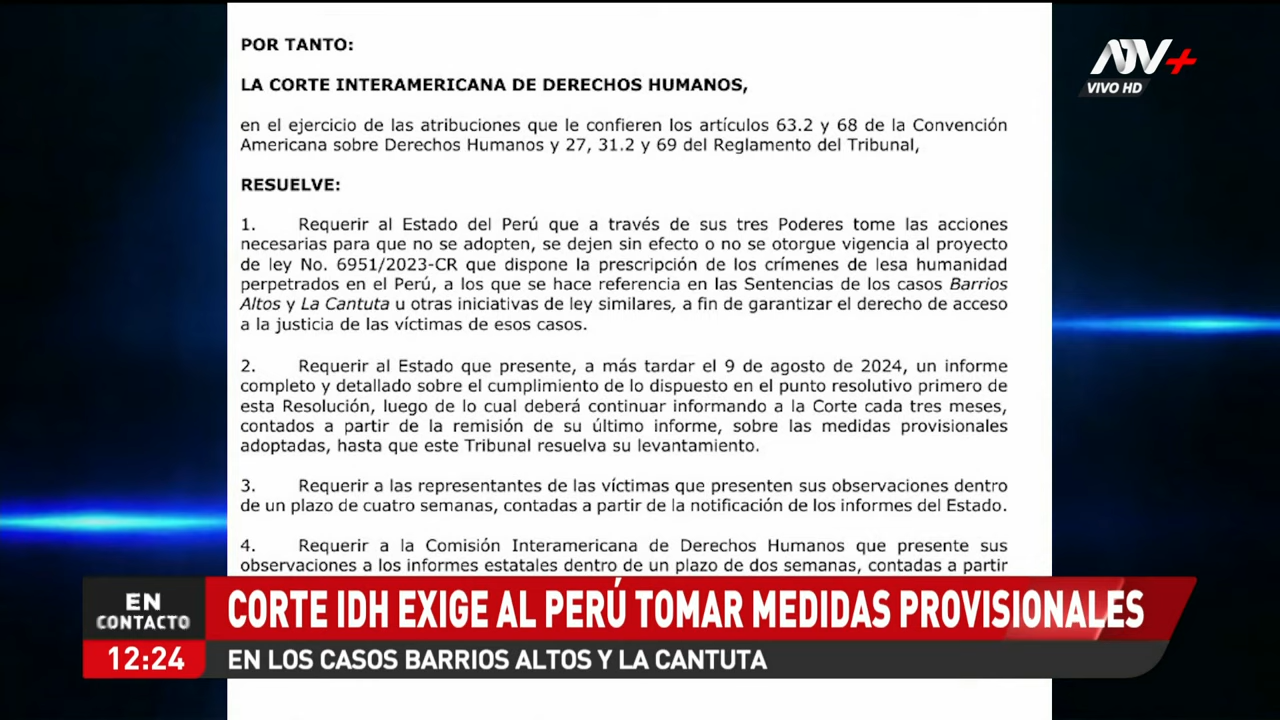 POR TANTO:
LA CORTE INTERAMERICANA DE DERECHOS HUMANOS,
en el ejercicio de las atribuciones que le confieren los artículos 63.2 y 68 de la Convención
Americana sobre Derechos Humanos y 27, 31.2 y 69 del Reglamento del Tribunal,
RESUELVE:
1. Requerir al Estado del Perú que a través de sus tres Poderes tome las acciones
necesarias para que no se adopten, se dejen sin efecto o no se otorgue vigencia al proyecto
de ley No. 6951/2023-CR que dispone la prescripción de los crímenes de lesa humanidad
perpetrados en el Perú, a los que se hace referencia en las Sentencias de los casos Barrios
Altos y La Cantuta u otras iniciativas de ley similares, a fin de garantizar el derecho de acceso
a la justicia de las víctimas de esos casos.
2. Requerir al Estado que presente, a más tardar el 9 de agosto de 2024, un informe
completo y detallado sobre el cumplimiento de lo dispuesto en el punto resolutivo primero de
esta Resolución, luego de lo cual deberá continuar informando a la Corte cada tres meses,
contados a partir de la remisión de su último informe, sobre las medidas provisionales
adoptadas, hasta que este Tribunal resuelva su levantamiento.
3. Requerir a las representantes de las víctimas que presenten sus observaciones dentro
de un plazo de cuatro semanas, contadas a partir de la notificación de los informes del Estado.
4. Requerir a la Comisión Interamericana de Derechos Humanos que presente sus
observaciones a los informes estatales dentro de un plazo de dos semanas, contadas a partir
ATV+
VIVO HD
EN
CONTACTO
12:24
CORTE IDH EXIGE AL PERÚ TOMAR MEDIDAS PROVISIONALES
EN LOS CASOS BARRIOS ALTOS Y LA CANTUTA